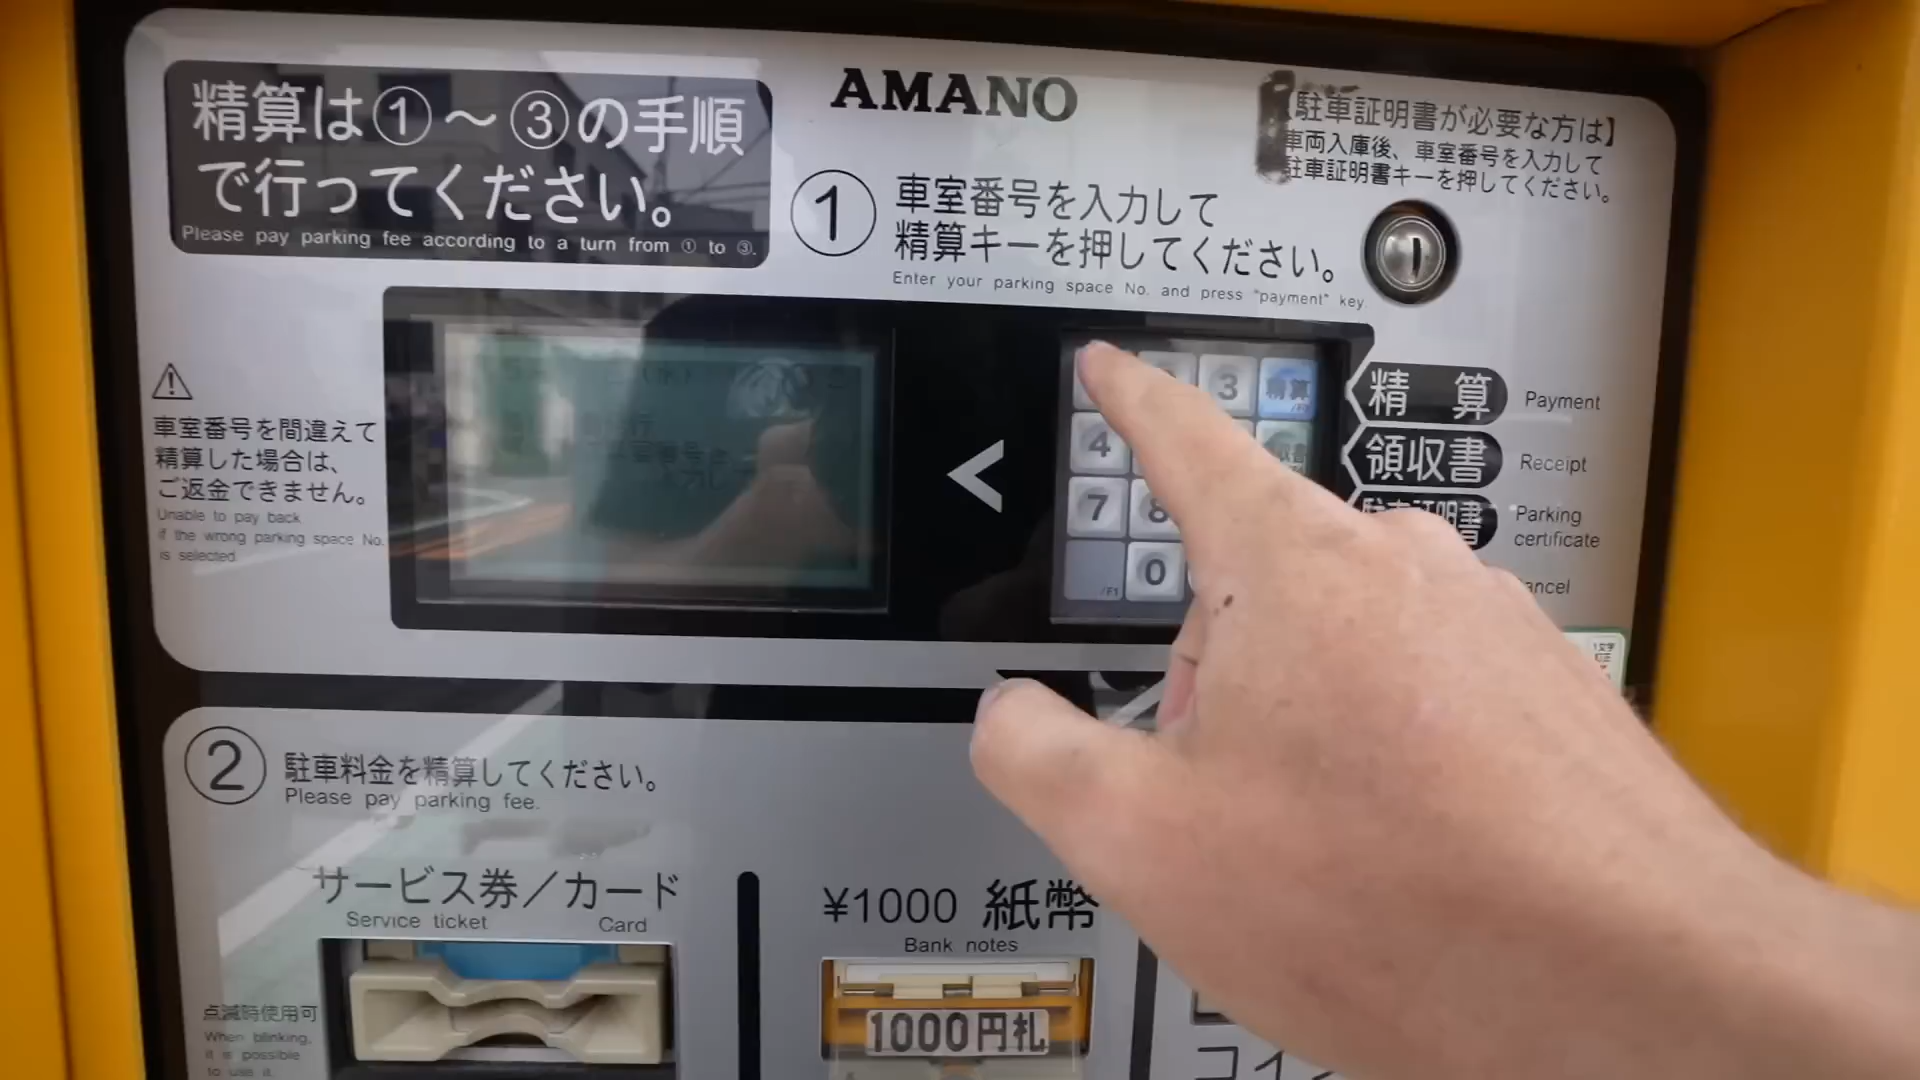 精算は①～③の手順
で行ってください。
Please pay parking fee according to a turn from ① to ③.
AMANO
【駐車証明書が必要な方は】
車両入庫後、車室番号を入力して
駐車証明書キーを押してください。
① 車室番号を入力して
精算キーを押してください。
Enter your parking space No. and press "payment" key.
⚠
車室番号を間違えて
精算した場合は、
ご返金できません。
Unable to pay back
if the wrong parking space No.
is selected.
<
3 精算
4
7 8
/F1 0
精算 Payment
領収書 Receipt
駐車証明書 Parking
certificate
② 駐車料金を精算してください。
Please pay parking fee.
サービス券／カード
Service ticket Card
点滅時使用可
When blinking,
it is possible
to use it.
¥1000 紙幣
Bank notes
1000円札
コイン